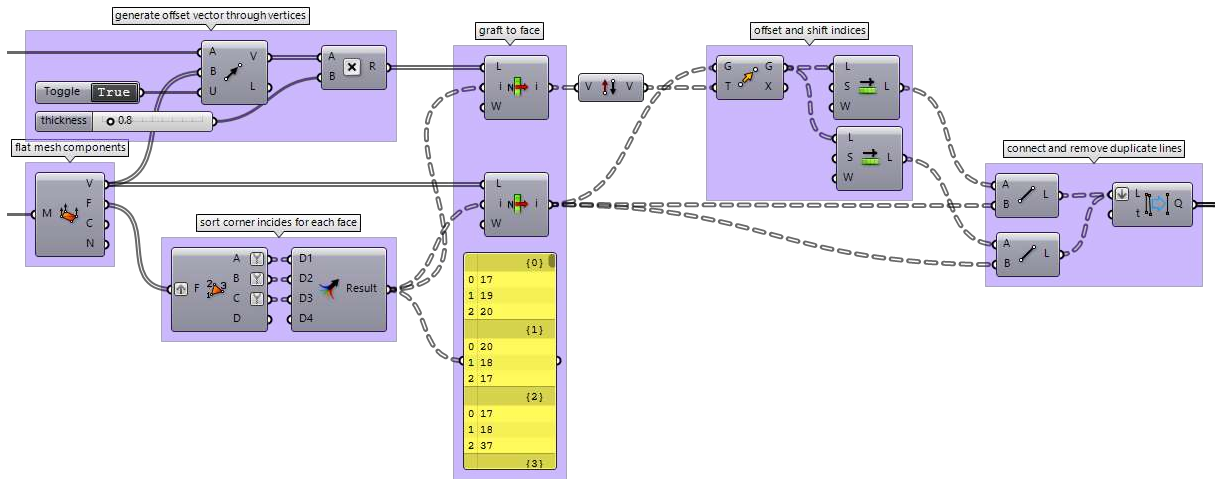 generate offset vector through vertices
A
B
U
V
L
A
B
R
Toggle
True
thickness
0.8
flat mesh components
M
V
F
C
N
sort corner incides for each face
F
A
B
C
D
D1
D2
D3
D4
Result
graft to face
L
i
W
N
i
L
i
W
N
i
{0}
0 17
1 19
2 20
{1}
0 20
1 18
2 17
{2}
0 17
1 18
2 37
{3}
V
V
offset and shift indices
G
T
G
X
L
S
W
L
L
S
W
L
connect and remove duplicate lines
A
B
L
A
B
L
L
t
Q